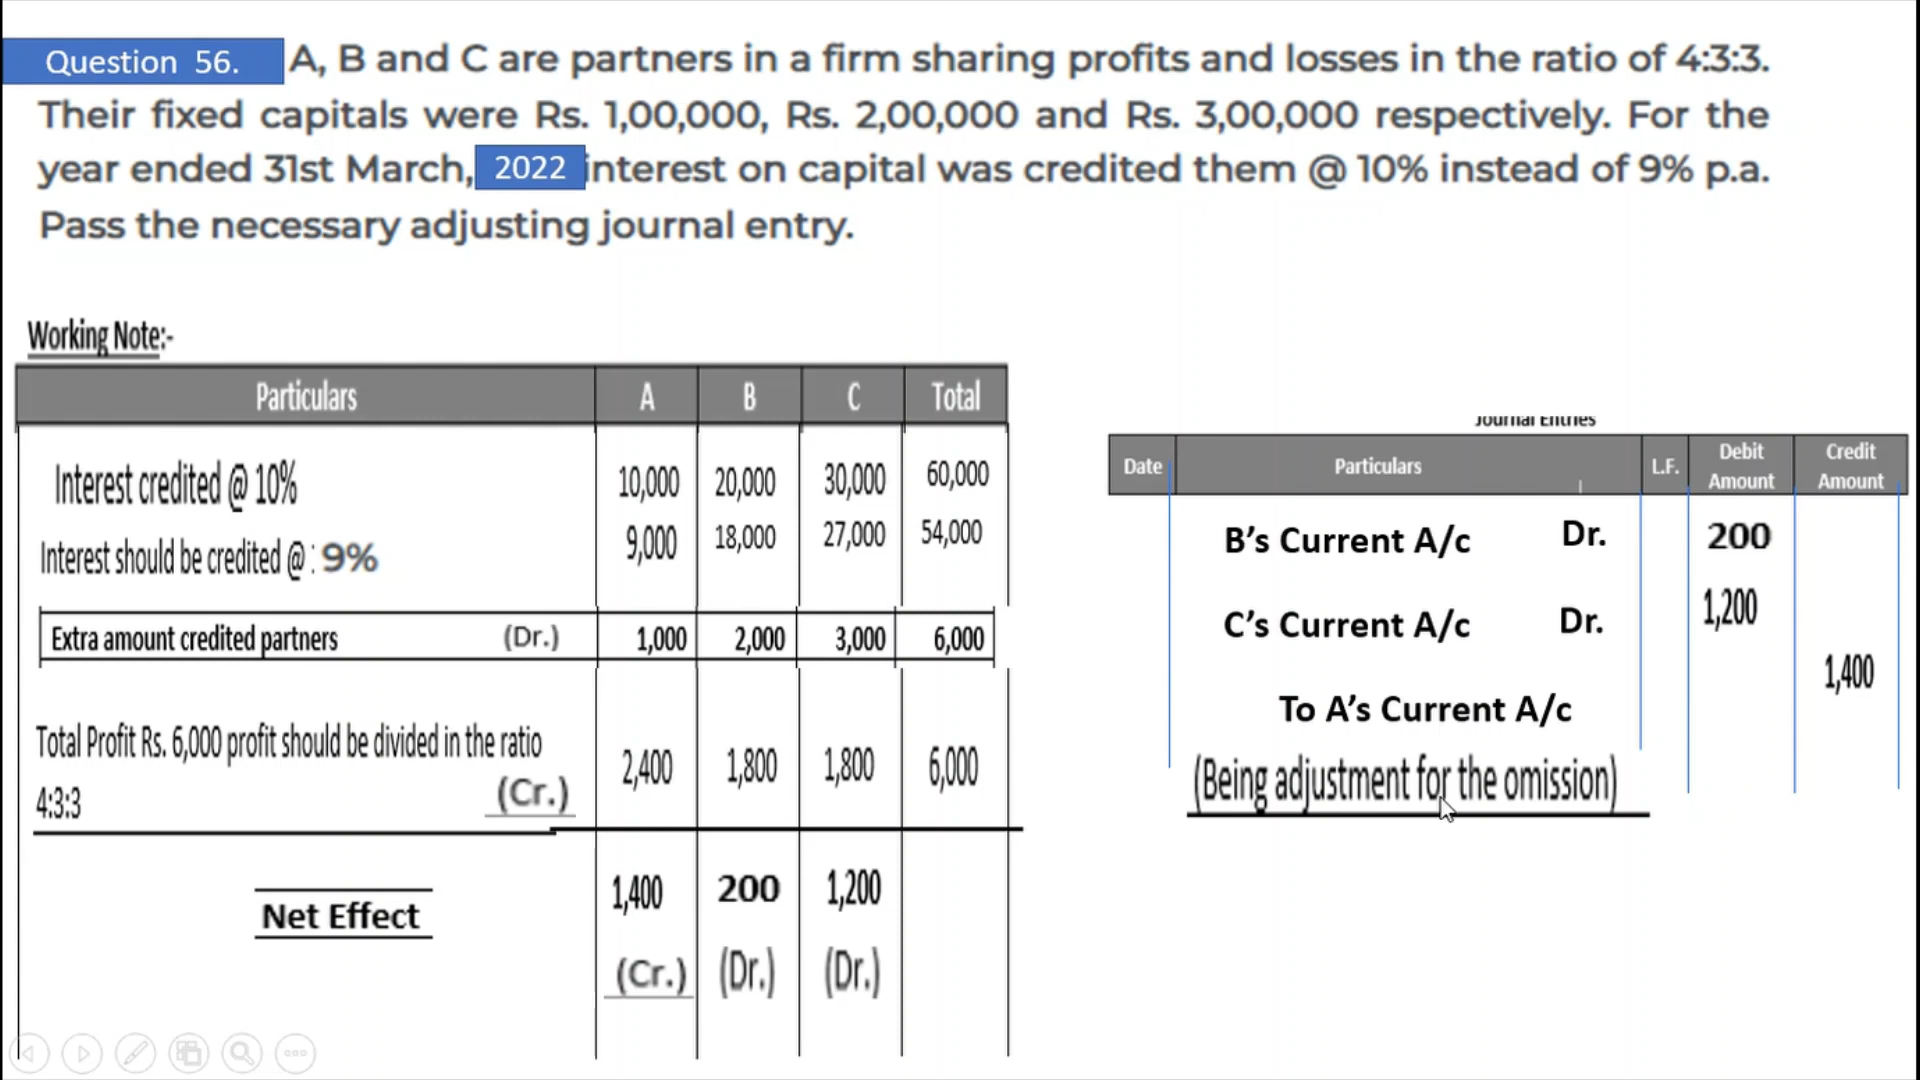 Question 56. A, B and C are partners in a firm sharing profits and losses in the ratio of 4:3:3.
Their fixed capitals were Rs. 1,00,000, Rs. 2,00,000 and Rs. 3,00,000 respectively. For the
year ended 31st March, 2022 interest on capital was credited them @ 10% instead of 9% p.a.
Pass the necessary adjusting journal entry.
Working Note:-
Particulars A B C Total
Interest credited @ 10% 10,000 20,000 30,000 60,000
Interest should be credited @ : 9% 9,000 18,000 27,000 54,000
Extra amount credited partners (Dr.) 1,000 2,000 3,000 6,000
Total Profit Rs. 6,000 profit should be divided in the ratio
4:3:3 (Cr.) 2,400 1,800 1,800 6,000
Net Effect 1,400 200 1,200
(Cr.) (Dr.) (Dr.)
Journal Entries
Date Particulars L.F. Debit Amount Credit Amount
B's Current A/c Dr. 200
C's Current A/c Dr. 1,200
To A's Current A/c 1,400
(Being adjustment for the omission)